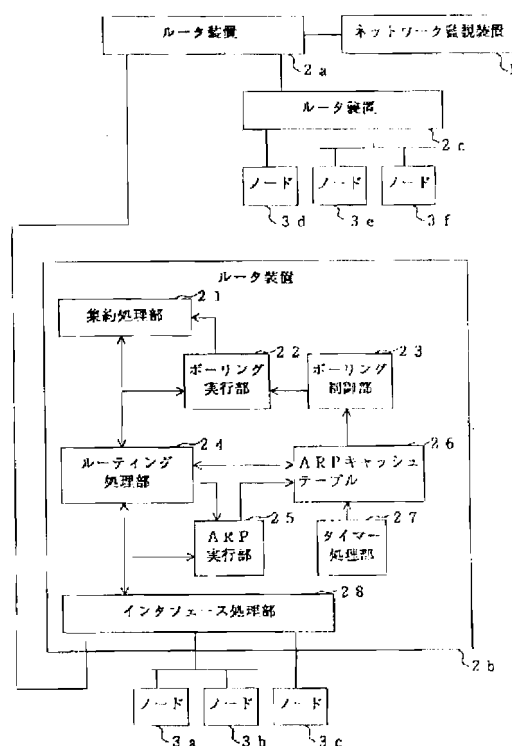 ルータ装置
ネットワーク監視装置
2a
ルータ装置
2c
ノード
ノード
ノード
3d
3e
3f
ルータ装置
21
集約処理部
22
23
ポーリング
実行部
ポーリング
制御部
24
26
ルーティング
処理部
ARPキャッシュ
テーブル
25
27
ARP
実行部
タイマー
処理部
28
インタフェース処理部
2b
ノード
ノード
ノード
3a
3b
3c